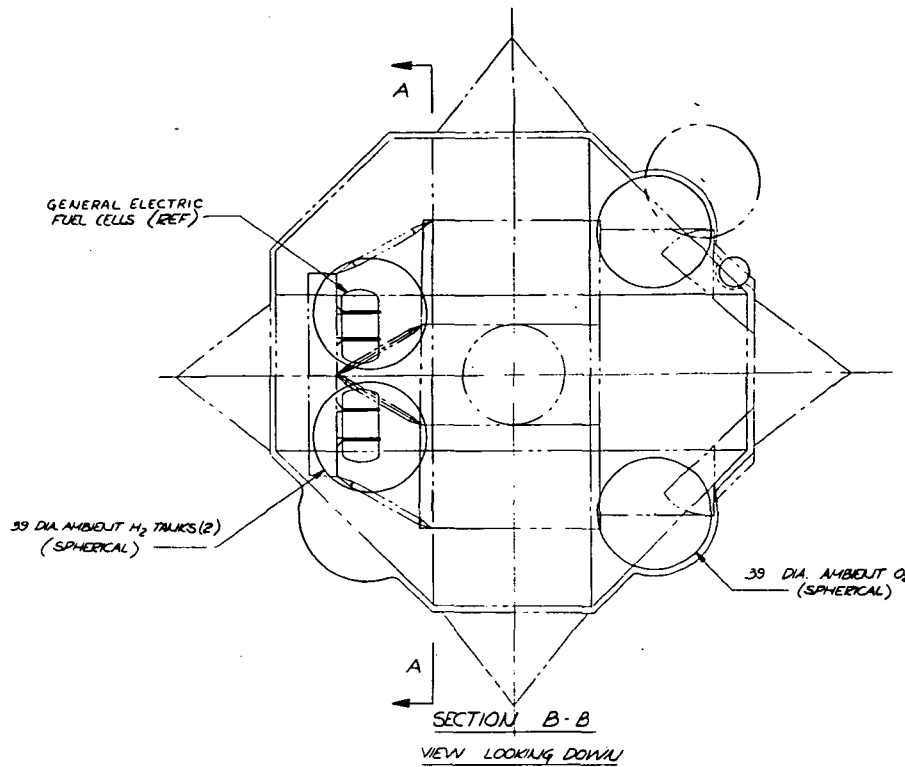 A
GENERAL ELECTRIC
FUEL CELLS (REF)
39 DIA. AMBIENT H2 TANKS (2)
(SPHERICAL)
39 DIA. AMBIENT O2
(SPHERICAL)
A
SECTION B-B
VIEW LOOKING DOWN